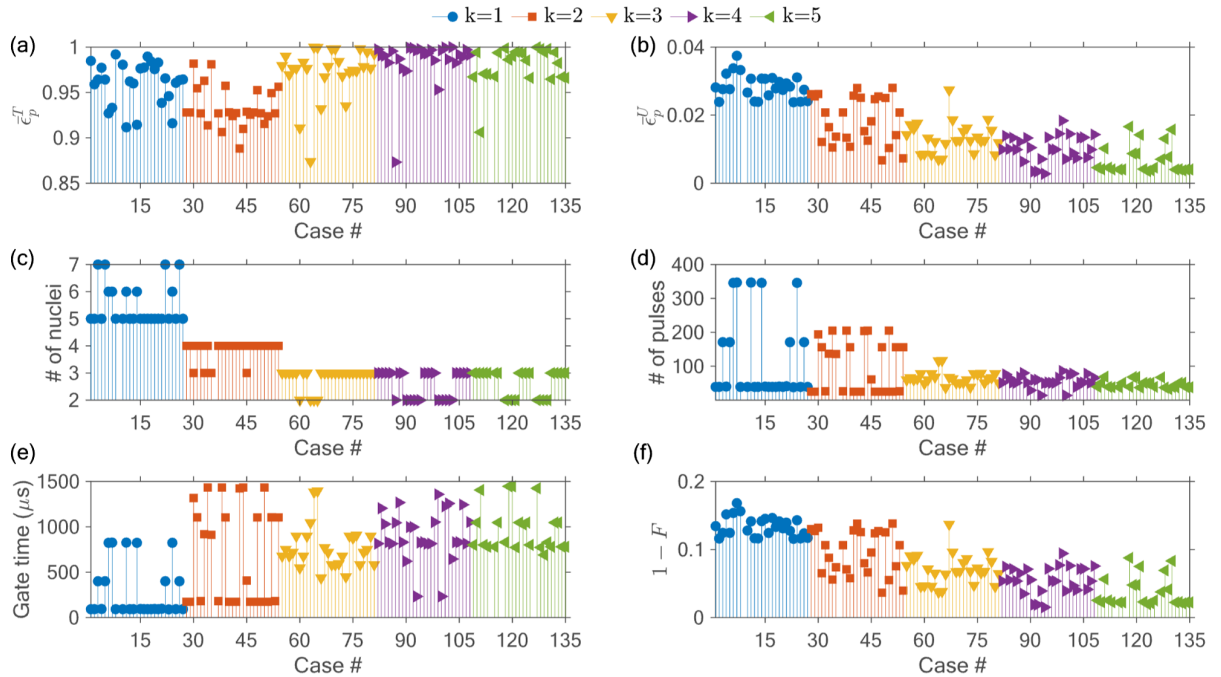 k=1 k=2 k=3 k=4 k=5
(a) (b)
1
0.95
0.9
0.85
ϵ̄ₚᵀ
15 30 45 60 75 90 105 120 135
Case #
0.04
0.02
0
ϵ̄ₚᵁ
15 30 45 60 75 90 105 120 135
Case #
(c) (d)
7
6
5
4
3
2
# of nuclei
15 30 45 60 75 90 105 120 135
Case #
400
300
200
100
# of pulses
15 30 45 60 75 90 105 120 135
Case #
(e) (f)
1500
1000
500
0
Gate time (μs)
15 30 45 60 75 90 105 120 135
Case #
0.2
0.1
0
1 − F
15 30 45 60 75 90 105 120 135
Case #